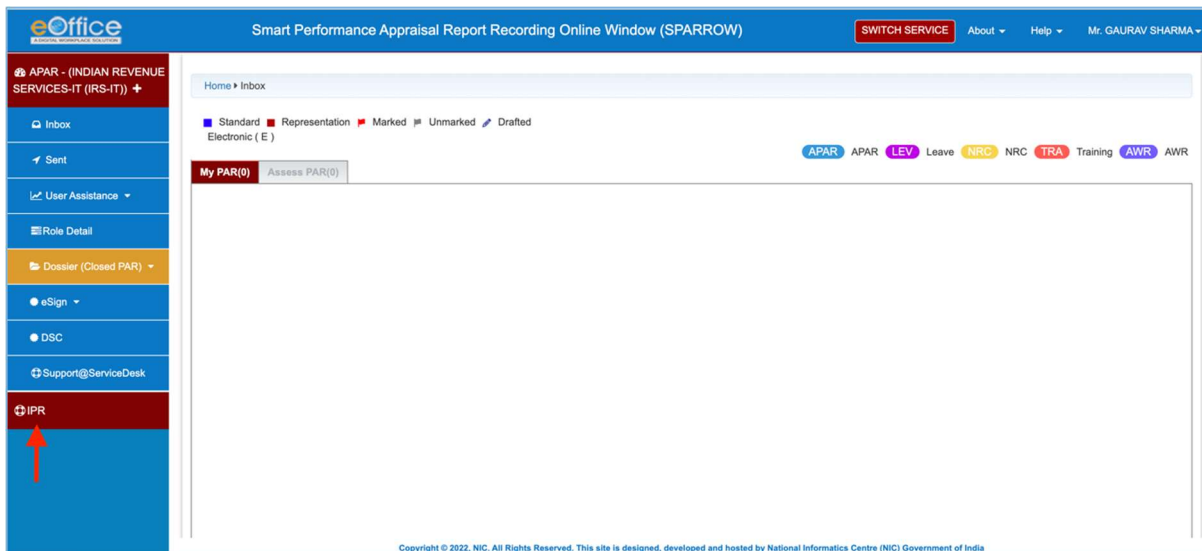 eOffice
A DIGITAL WORKPLACE SOLUTION
Smart Performance Appraisal Report Recording Online Window (SPARROW)
SWITCH SERVICE
About
Help
Mr. GAURAV SHARMA
APAR - (INDIAN REVENUE
SERVICES-IT (IRS-IT))
Inbox
Sent
User Assistance
Role Detail
Dossier (Closed PAR)
eSign
DSC
Support@ServiceDesk
IPR
Home Inbox
Standard Representation Marked Unmarked Drafted
Electronic ( E )
APAR APAR LEV Leave NRC NRC TRA Training AWR AWR
My PAR(0) Assess PAR(0)
Copyright © 2022, NIC. All Rights Reserved. This site is designed, developed and hosted by National Informatics Centre (NIC) Government of India